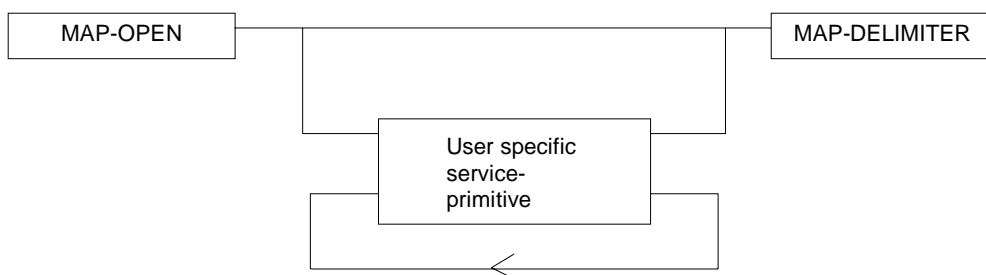 MAP-OPEN
MAP-DELIMITER
User specific
service-
primitive